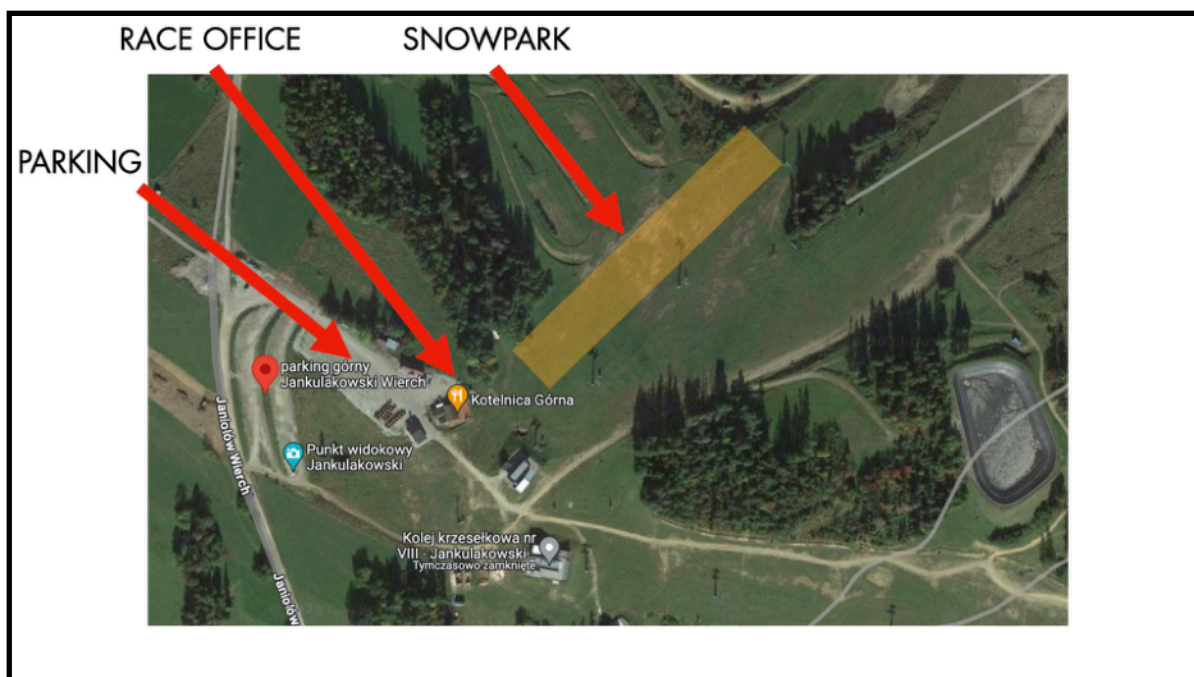 RACE OFFICE
SNOWPARK
PARKING
parking górny
Jankulakowski Wierch
Kotelnica Górna
Janiołów Wierch
Punkt widokowy
Jankulakowski
Kolej krzesełkowa nr
VIII - Jankulakowski
Tymczasowo zamknięte
Janiołów